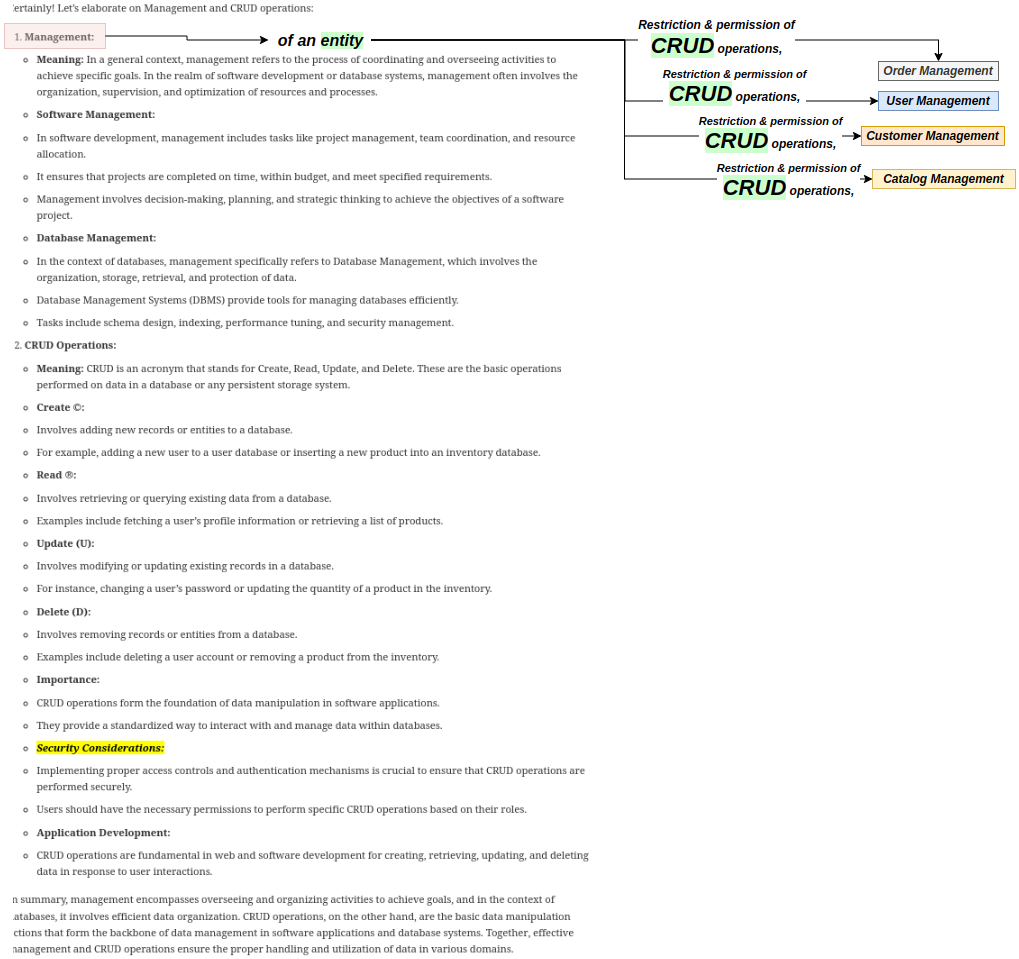 'ertainly! Let's elaborate on Management and CRUD operations:
1. Management:
of an entity
Restriction & permission of
CRUD operations,
Order Management
Restriction & permission of
CRUD operations,
User Management
Restriction & permission of
CRUD operations,
Customer Management
Restriction & permission of
CRUD operations,
Catalog Management
Meaning: In a general context, management refers to the process of coordinating and overseeing activities to
achieve specific goals. In the realm of software development or database systems, management often involves the
organization, supervision, and optimization of resources and processes.
Software Management:
In software development, management includes tasks like project management, team coordination, and resource
allocation.
It ensures that projects are completed on time, within budget, and meet specified requirements.
Management involves decision-making, planning, and strategic thinking to achieve the objectives of a software
project.
Database Management:
In the context of databases, management specifically refers to Database Management, which involves the
organization, storage, retrieval, and protection of data.
Database Management Systems (DBMS) provide tools for managing databases efficiently.
Tasks include schema design, indexing, performance tuning, and security management.
2. CRUD Operations:
Meaning: CRUD is an acronym that stands for Create, Read, Update, and Delete. These are the basic operations
performed on data in a database or any persistent storage system.
Create ©:
Involves adding new records or entities to a database.
For example, adding a new user to a user database or inserting a new product into an inventory database.
Read ®:
Involves retrieving or querying existing data from a database.
Examples include fetching a user's profile information or retrieving a list of products.
Update (U):
Involves modifying or updating existing records in a database.
For instance, changing a user's password or updating the quantity of a product in the inventory.
Delete (D):
Involves removing records or entities from a database.
Examples include deleting a user account or removing a product from the inventory.
Importance:
CRUD operations form the foundation of data manipulation in software applications.
They provide a standardized way to interact with and manage data within databases.
Security Considerations:
Implementing proper access controls and authentication mechanisms is crucial to ensure that CRUD operations are
performed securely.
Users should have the necessary permissions to perform specific CRUD operations based on their roles.
Application Development:
CRUD operations are fundamental in web and software development for creating, retrieving, updating, and deleting
data in response to user interactions.
n summary, management encompasses overseeing and organizing activities to achieve goals, and in the context of
atabases, it involves efficient data organization. CRUD operations, on the other hand, are the basic data manipulation
ctions that form the backbone of data management in software applications and database systems. Together, effective
nanagement and CRUD operations ensure the proper handling and utilization of data in various domains.